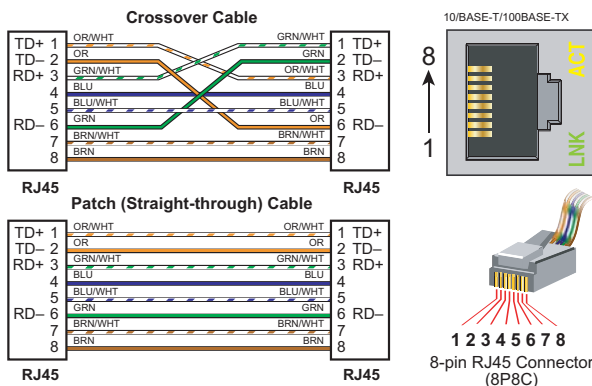 Crossover Cable
TD+ 1 OR/WHT GRN/WHT 1 TD+
TD– 2 OR GRN 2 TD–
RD+ 3 GRN/WHT OR/WHT 3 RD+
4 BLU BLU 4
5 BLU/WHT BLU/WHT 5
RD– 6 GRN OR 6 RD–
7 BRN/WHT BRN/WHT 7
8 BRN BRN 8
RJ45 RJ45
Patch (Straight-through) Cable
TD+ 1 OR/WHT OR/WHT 1 TD+
TD– 2 OR OR 2 TD–
RD+ 3 GRN/WHT GRN/WHT 3 RD+
4 BLU BLU 4
5 BLU/WHT BLU/WHT 5
RD– 6 GRN GRN 6 RD–
7 BRN/WHT BRN/WHT 7
8 BRN BRN 8
RJ45 RJ45
10/BASE-T/100BASE-TX
8
1
ACT
LNK
1 2 3 4 5 6 7 8
8-pin RJ45 Connector
(8P8C)